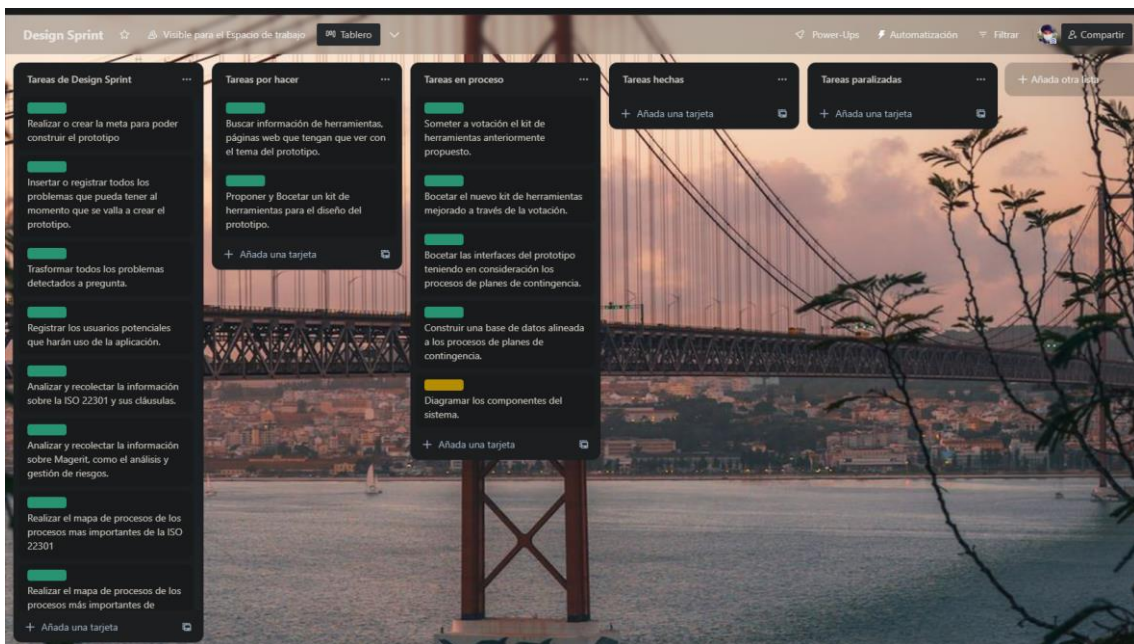 Design Sprint
Visible para el Espacio de trabajo
Tablero
Power-Ups
Automatización
Filtrar
Compartir
Tareas de Design Sprint
Realizar o crear la meta para poder
construir el prototipo
Insertar o registrar todos los
problemas que pueda tener al
momento que se valla a crear el
prototipo.
Trasformar todos los problemas
detectados a pregunta.
Registrar los usuarios potenciales
que harán uso de la aplicación.
Analizar y recolectar la información
sobre la ISO 22301 y sus cláusulas.
Analizar y recolectar la información
sobre Magerit, como el análisis y
gestión de riesgos.
Realizar el mapa de procesos de los
procesos mas importantes de la ISO
22301
Realizar el mapa de procesos de los
procesos más importantes de
+ Añada una tarjeta
Tareas por hacer
Buscar información de herramientas,
páginas web que tengan que ver con
el tema del prototipo.
Proponer y Bocetar un kit de
herramientas para el diseño del
prototipo.
+ Añada una tarjeta
Tareas en proceso
Someter a votación el kit de
herramientas anteriormente
propuesto.
Bocetar el nuevo kit de herramientas
mejorado a través de la votación.
Bocetar las interfaces del prototipo
teniendo en consideración los
procesos de planes de contingencia.
Construir una base de datos alineada
a los procesos de planes de
contingencia.
Diagramar los componentes del
sistema.
+ Añada una tarjeta
Tareas hechas
+ Añada una tarjeta
Tareas paralizadas
+ Añada una tarjeta
+ Añada otra lista